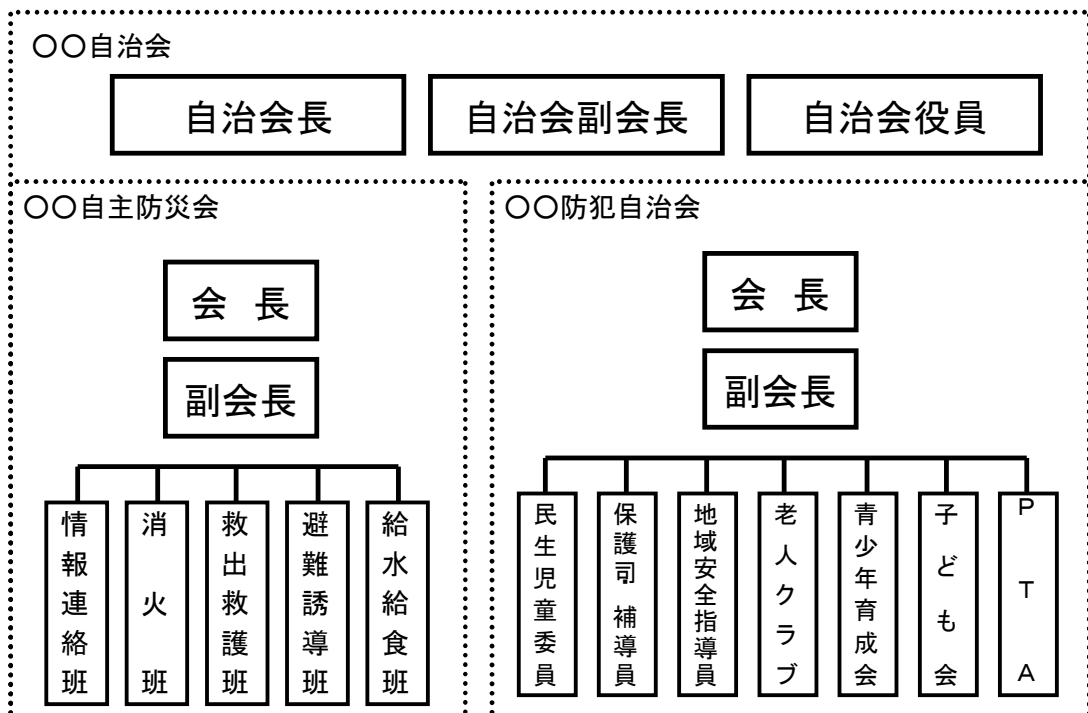 〇〇自治会
自治会長
自治会副会長
自治会役員
〇〇自主防災会
会 長
副会長
情報連絡班
消火班
救出救護班
避難誘導班
給水給食班
〇〇防犯自治会
会 長
副会長
民生児童委員
保護司 補導員
地域安全指導員
老人クラブ
青少年育成会
子ども会
PTA